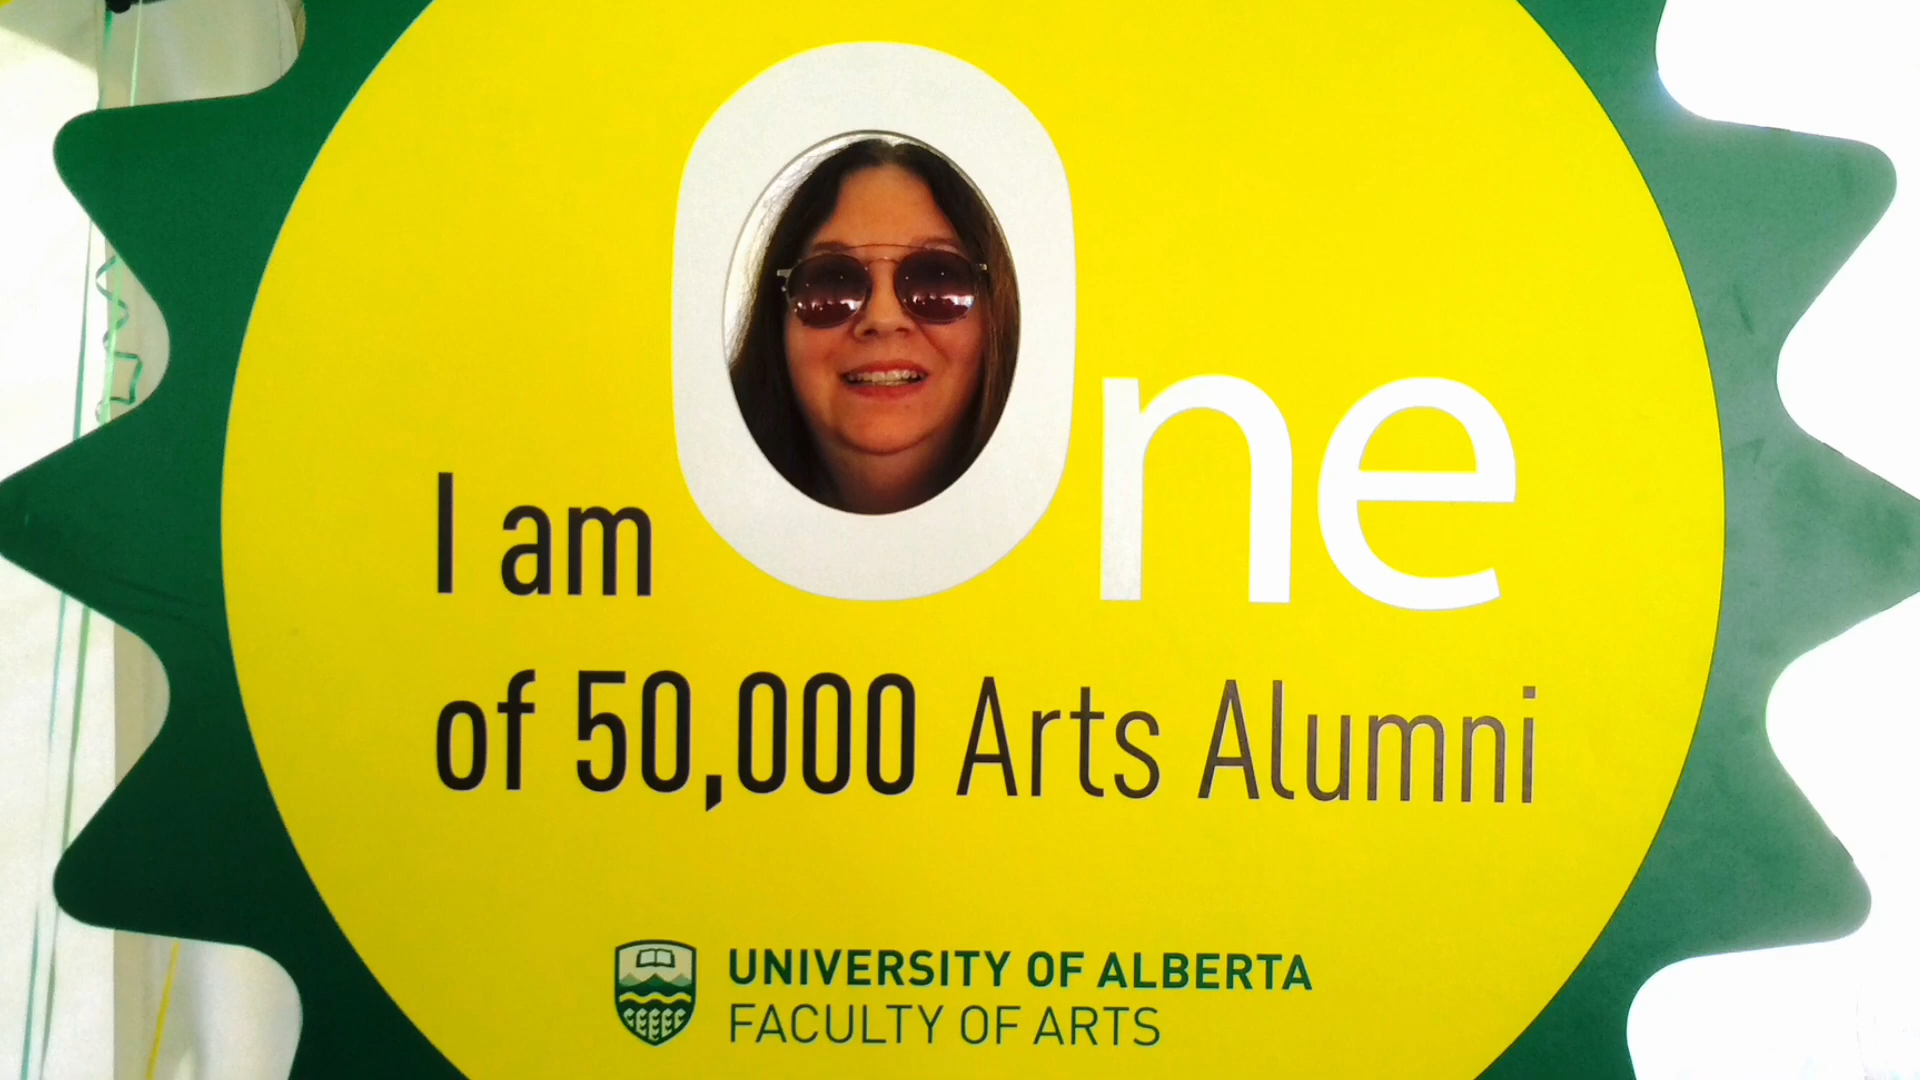 I am One
of 50,000 Arts Alumni
UNIVERSITY OF ALBERTA
FACULTY OF ARTS